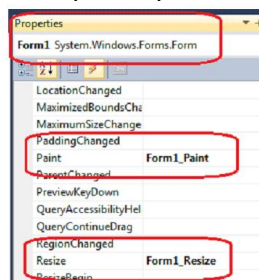 Properties
Form1 System.Windows.Forms.Form
LocationChanged
MaximizedBoundsCha
MaximumSizeChange
PaddingChanged
Paint Form1_Paint
ParentChanged
PreviewKeyDown
QueryAccessibilityHel
QueryContinueDrag
RegionChanged
Resize Form1_Resize
ResizeBegin